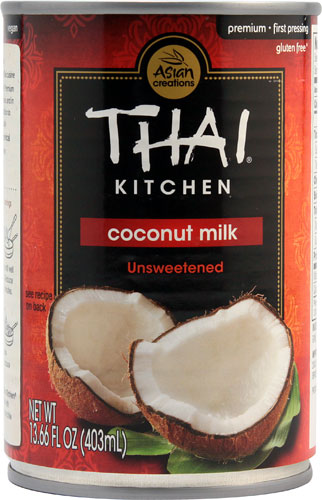 vegan
premium • first pressing
gluten free*
Asian
creations
THAI®
KITCHEN
coconut milk
Unsweetened
see recipe
on back
NET WT
13.66 FL OZ (403mL)